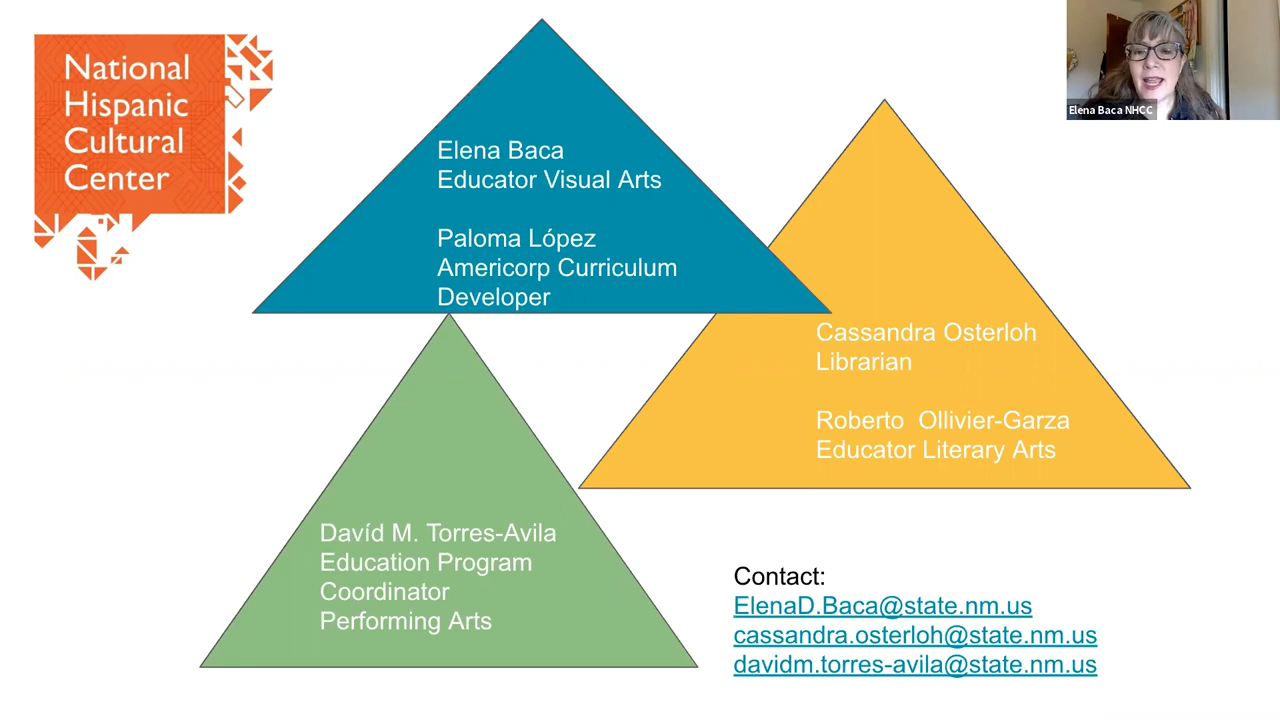 National
Hispanic
Cultural
Center
Elena Baca
Educator Visual Arts
Paloma López
Americorp Curriculum
Developer
Elena Baca NHCC
Cassandra Osterloh
Librarian
Roberto  Ollivier-Garza
Educator Literary Arts
Davíd M. Torres-Avila
Education Program
Coordinator
Performing Arts
Contact:
ElenaD.Baca@state.nm.us
cassandra.osterloh@state.nm.us
davidm.torres-avila@state.nm.us